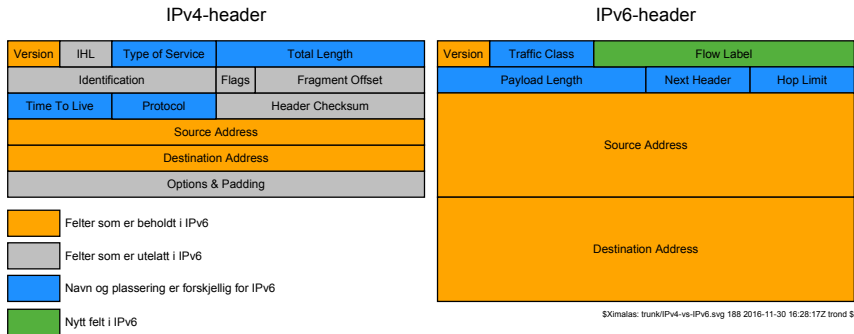 IPv4-header
Version IHL Type of Service Total Length
Identification Flags Fragment Offset
Time To Live Protocol Header Checksum
Source Address
Destination Address
Options & Padding
Felter som er beholdt i IPv6
Felter som er utelatt i IPv6
Navn og plassering er forskjellig for IPv6
Nytt felt i IPv6
IPv6-header
Version Traffic Class Flow Label
Payload Length Next Header Hop Limit
Source Address
Destination Address
$Ximalas: trunk/IPv4-vs-IPv6.svg 188 2016-11-30 16:28:17Z trond $